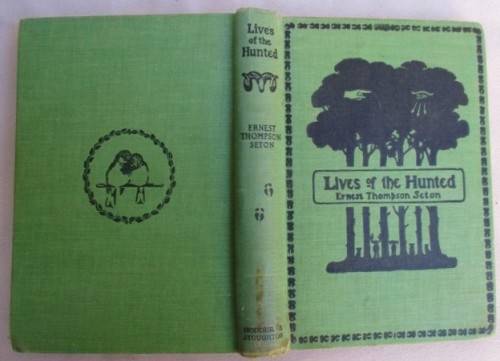 Lives
of the
Hunted
ERNEST
THOMPSON
SETON
HODDER &
STOUGHTON
Lives of the Hunted
Ernest Thompson Seton